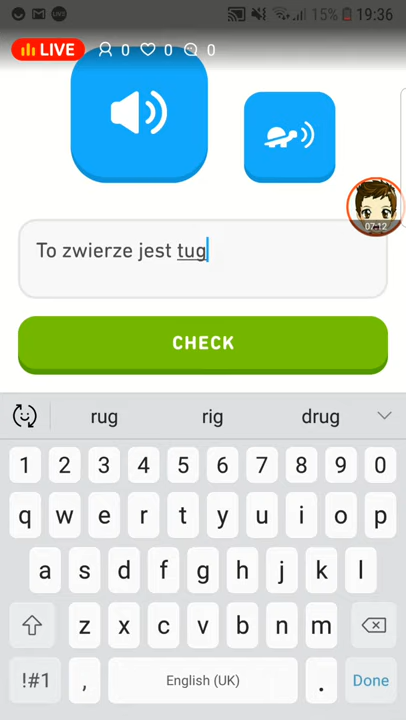 15% 19:36
LIVE 0 0 0
07:12
To zwierze jest tug
CHECK
rug rig drug
1 2 3 4 5 6 7 8 9 0
q w e r t y u i o p
a s d f g h j k l
z x c v b n m
!#1 , English (UK) . Done